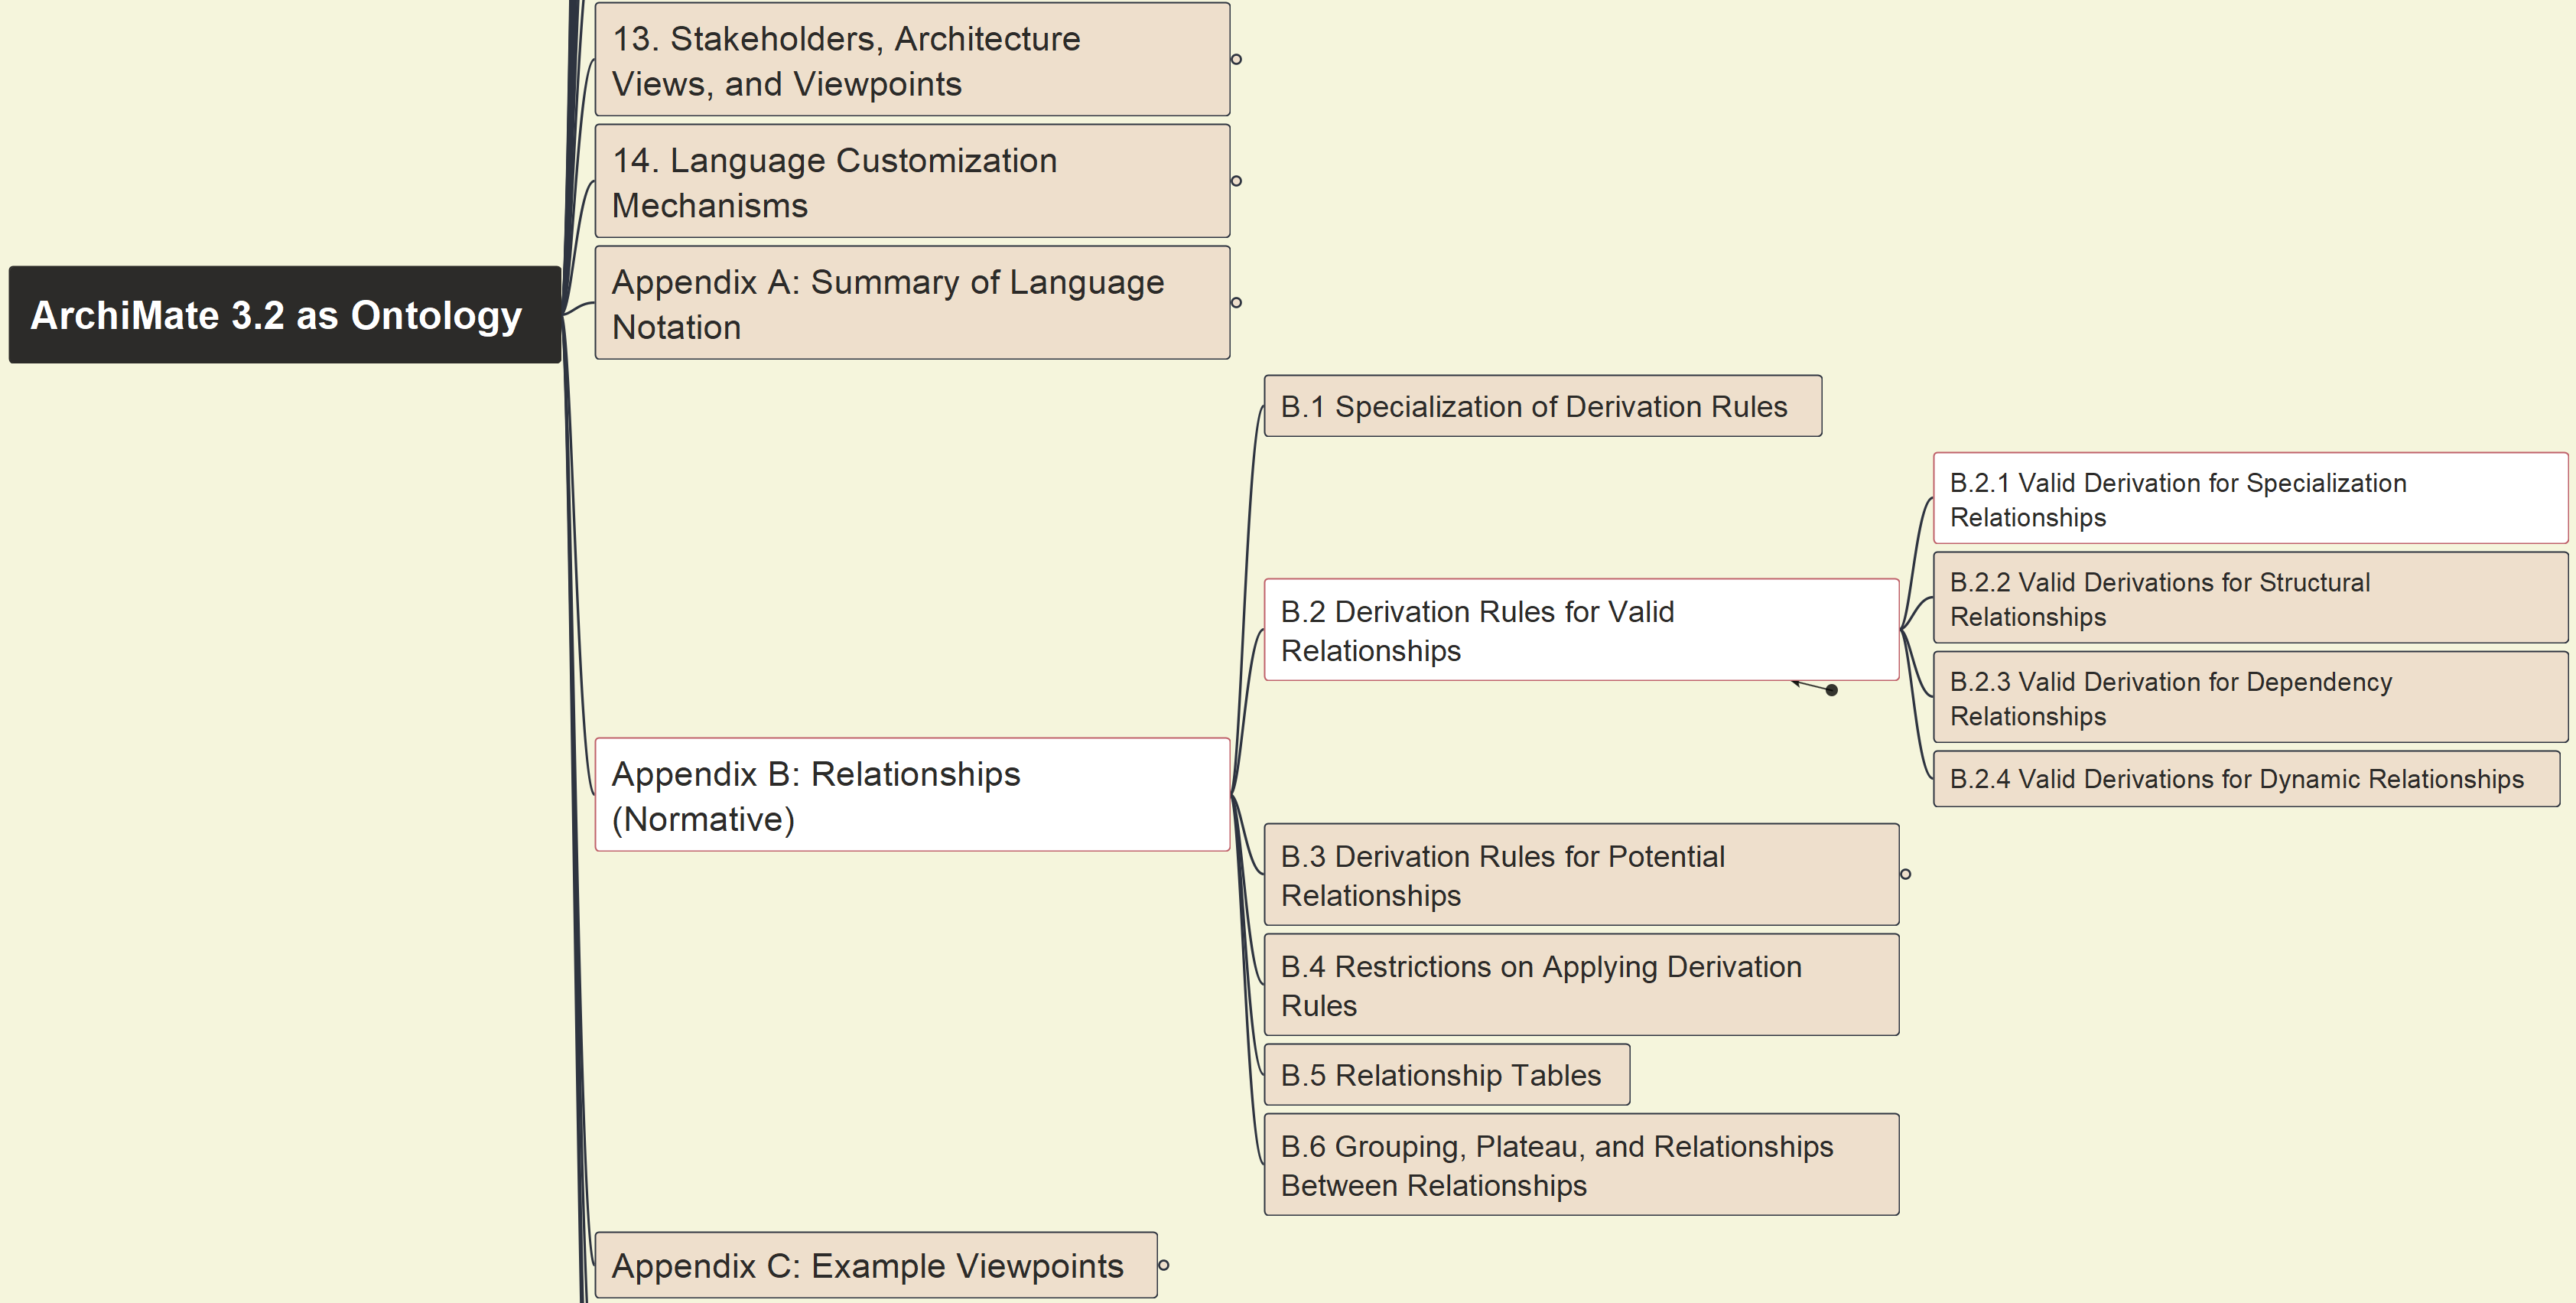 13. Stakeholders, Architecture
Views, and Viewpoints
14. Language Customization
Mechanisms
Appendix A: Summary of Language
Notation
ArchiMate 3.2 as Ontology
B.1 Specialization of Derivation Rules
B.2 Derivation Rules for Valid
Relationships
B.2.1 Valid Derivation for Specialization
Relationships
B.2.2 Valid Derivations for Structural
Relationships
B.2.3 Valid Derivation for Dependency
Relationships
B.2.4 Valid Derivations for Dynamic Relationships
Appendix B: Relationships
(Normative)
B.3 Derivation Rules for Potential
Relationships
B.4 Restrictions on Applying Derivation
Rules
B.5 Relationship Tables
B.6 Grouping, Plateau, and Relationships
Between Relationships
Appendix C: Example Viewpoints